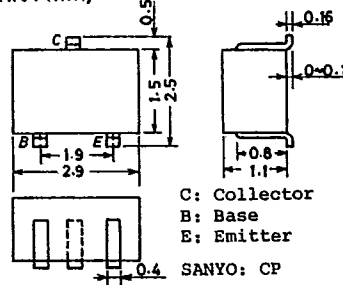 0.5
C
0.16
1.5
2.5
0~0.1
B
E
1.9
2.9
0.8
1.1
C: Collector
B: Base
E: Emitter
0.4
SANYO: CP